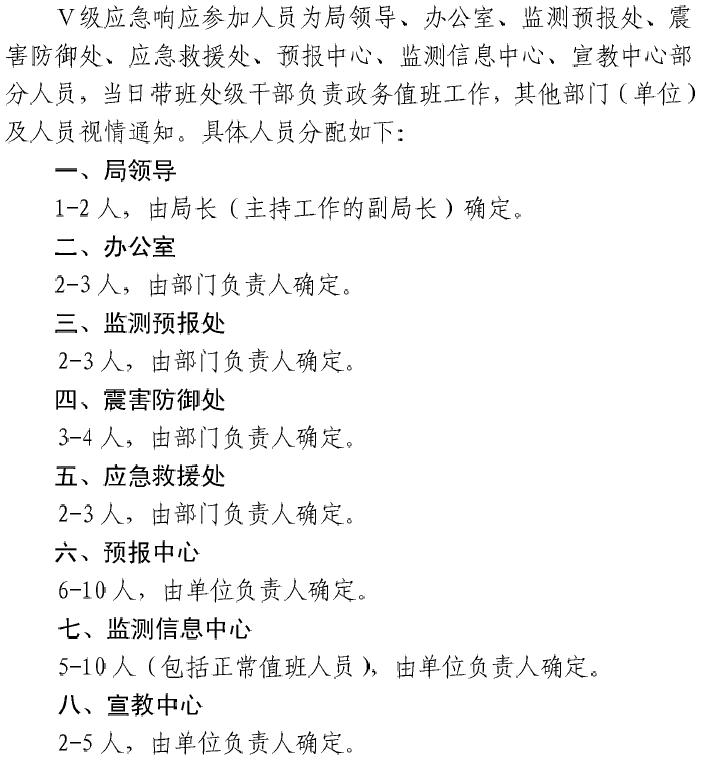 V级应急响应参加人员为局领导、办公室、监测预报处、震
害防御处、应急救援处、预报中心、监测信息中心、宣教中心部
分人员，当日带班处级干部负责政务值班工作，其他部门（单位）
及人员视情通知。具体人员分配如下：
一、局领导
1-2人，由局长（主持工作的副局长）确定。
二、办公室
2-3人，由部门负责人确定。
三、监测预报处
2-3人，由部门负责人确定。
四、震害防御处
3-4人，由部门负责人确定。
五、应急救援处
2-3人，由部门负责人确定。
六、预报中心
6-10人，由单位负责人确定。
七、监测信息中心
5-10人（包括正常值班人员），由单位负责人确定。
八、宣教中心
2-5人，由单位负责人确定。